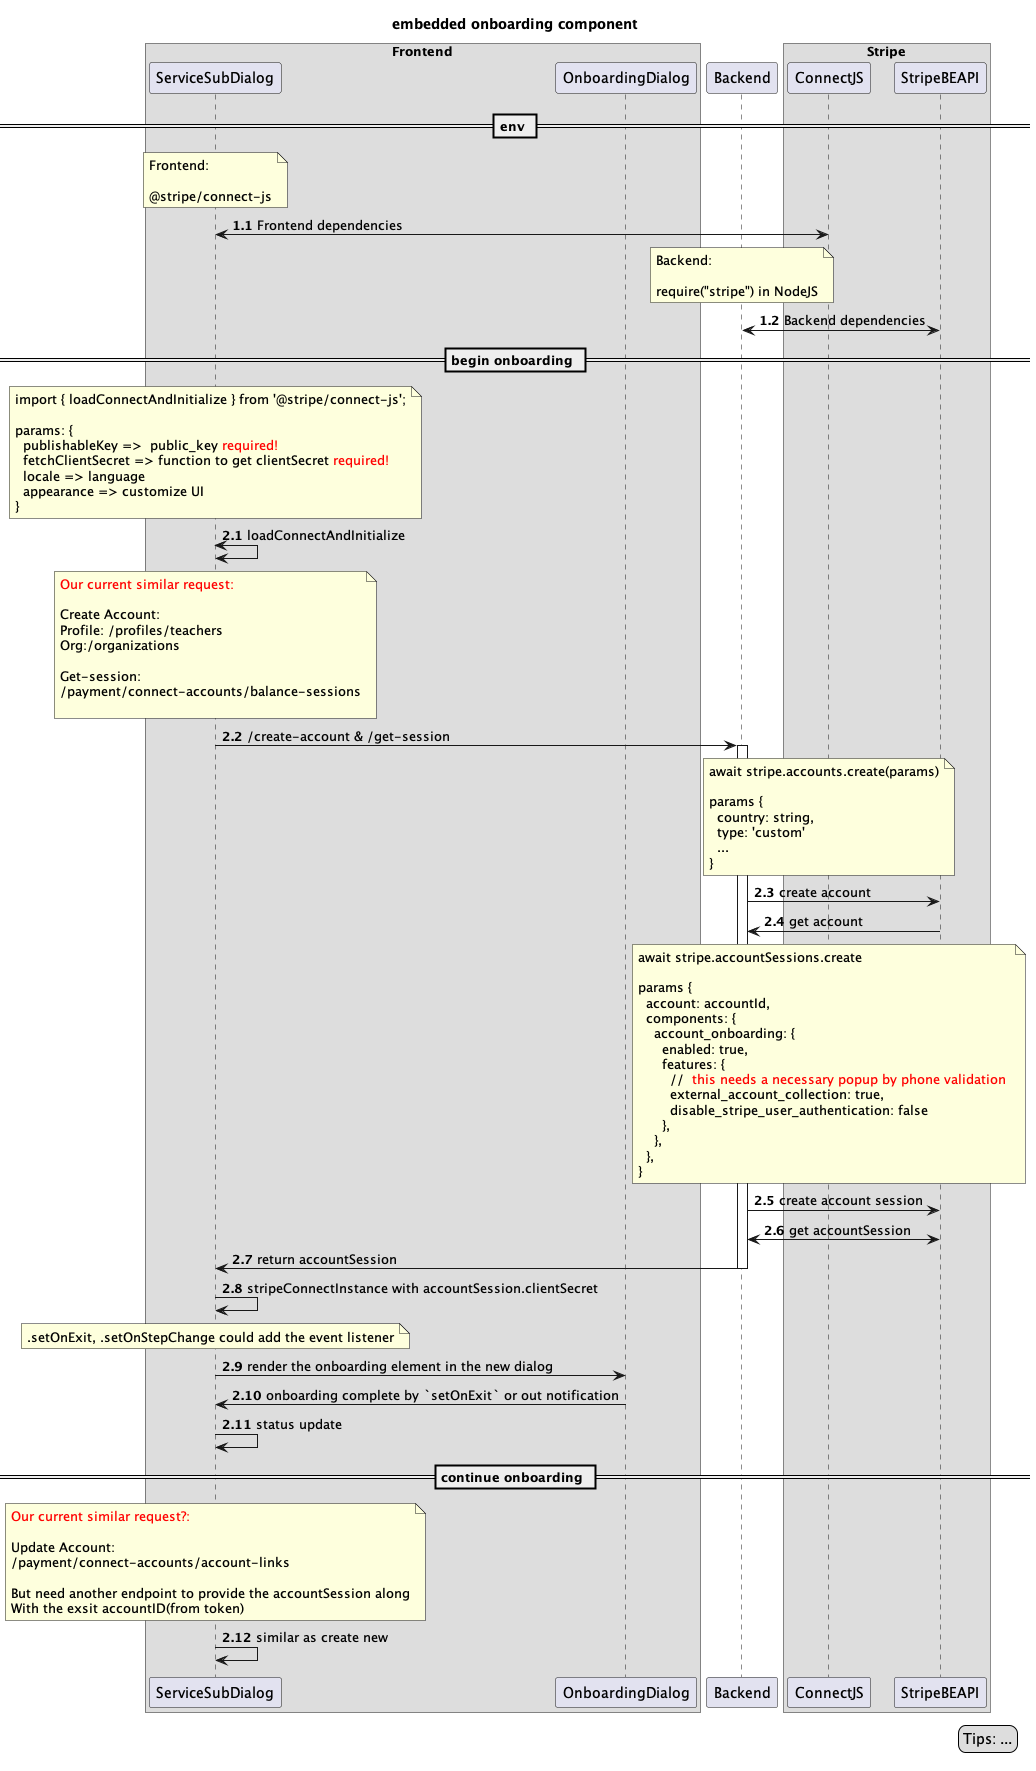 embedded onboarding component
Frontend
Stripe
ServiceSubDialog
OnboardingDialog
Backend
ConnectJS
StripeBEAPI
env
Frontend:
@stripe/connect-js
1.1 Frontend dependencies
Backend:
require("stripe") in NodeJS
1.2 Backend dependencies
begin onboarding
import { loadConnectAndInitialize } from '@stripe/connect-js';
params: {
publishableKey => public_key required!
fetchClientSecret => function to get clientSecret required!
locale => language
appearance => customize UI
}
2.1 loadConnectAndInitialize
Our current similar request:
Create Account:
Profile: /profiles/teachers
Org:/organizations
Get-session:
/payment/connect-accounts/balance-sessions
2.2 /create-account & /get-session
await stripe.accounts.create(params)
params {
country: string,
type: 'custom'
...
}
2.3 create account
2.4 get account
await stripe.accountSessions.create
params {
account: accountId,
components: {
account_onboarding: {
enabled: true,
features: {
// this needs a necessary popup by phone validation
external_account_collection: true,
disable_stripe_user_authentication: false
},
},
},
}
2.5 create account session
2.6 get accountSession
2.7 return accountSession
2.8 stripeConnectInstance with accountSession.clientSecret
.setOnExit, .setOnStepChange could add the event listener
2.9 render the onboarding element in the new dialog
2.10 onboarding complete by `setOnExit` or out notification
2.11 status update
continue onboarding
Our current similar request?:
Update Account:
/payment/connect-accounts/account-links
But need another endpoint to provide the accountSession along
With the exsit accountID(from token)
2.12 similar as create new
ServiceSubDialog
OnboardingDialog
Backend
ConnectJS
StripeBEAPI
Tips: ...